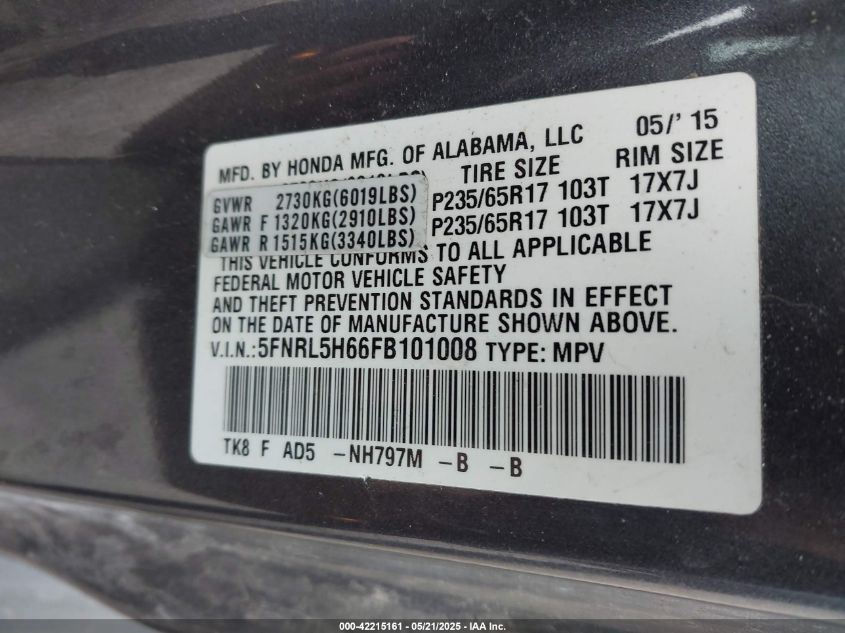 MFD. BY HONDA MFG. OF ALABAMA, LLC 05/' 15
TIRE SIZE RIM SIZE
GVWR 2730KG(6019LBS)
GAWR F 1320KG(2910LBS) P235/65R17 103T 17X7J
GAWR R 1515KG(3340LBS) P235/65R17 103T 17X7J
THIS VEHICLE CONFORMS TO ALL APPLICABLE
FEDERAL MOTOR VEHICLE SAFETY
AND THEFT PREVENTION STANDARDS IN EFFECT
ON THE DATE OF MANUFACTURE SHOWN ABOVE.
V.I.N.:5FNRL5H66FB101008 TYPE: MPV
TK8 F AD5 -NH797M -B -B
000-42215161 - 05/21/2025 - IAA Inc.